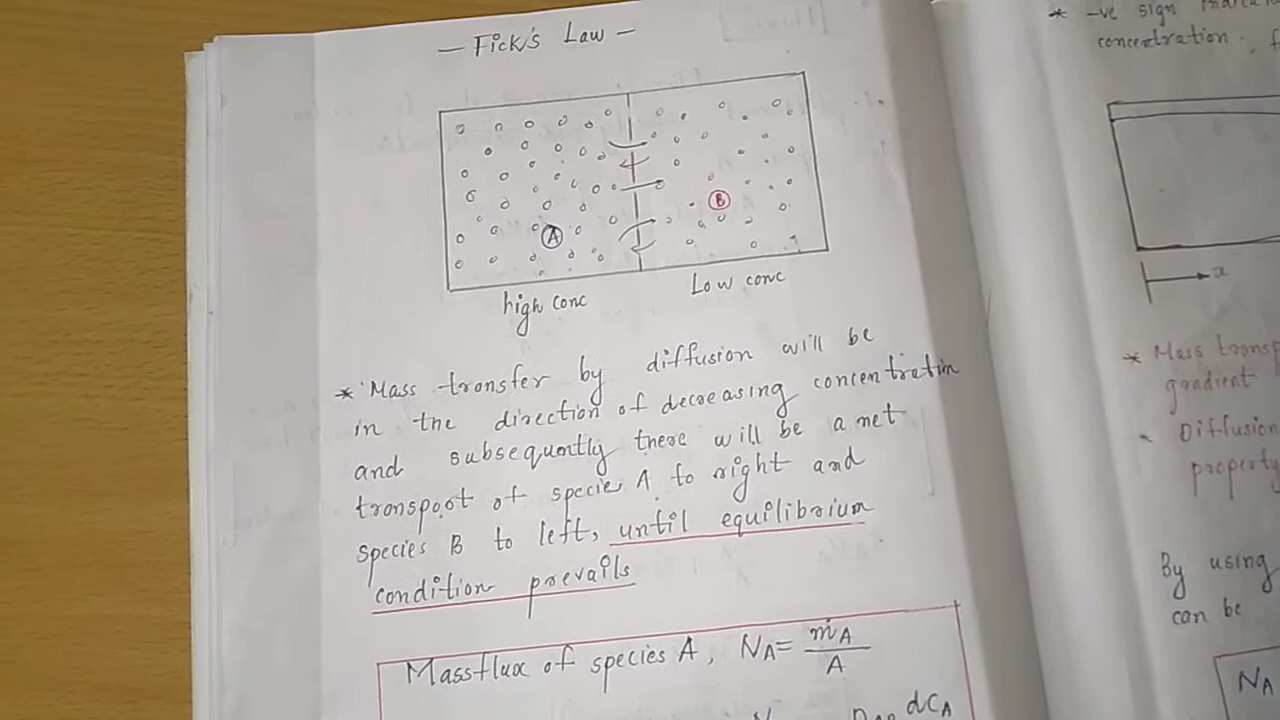 — Fick's Law —
A
B
high conc
Low conc
* Mass transfer by diffusion will be
in the direction of decreasing concentration
and subsequently there will be a net
transport of species A to right and
species B to left, until equilibrium
condition prevails
Mass flux of species A, NA = ṁA / A
dCA
* -ve sign
concentration.
x
* Mass
gradient
* Diffusion
property
By using
can be
NA